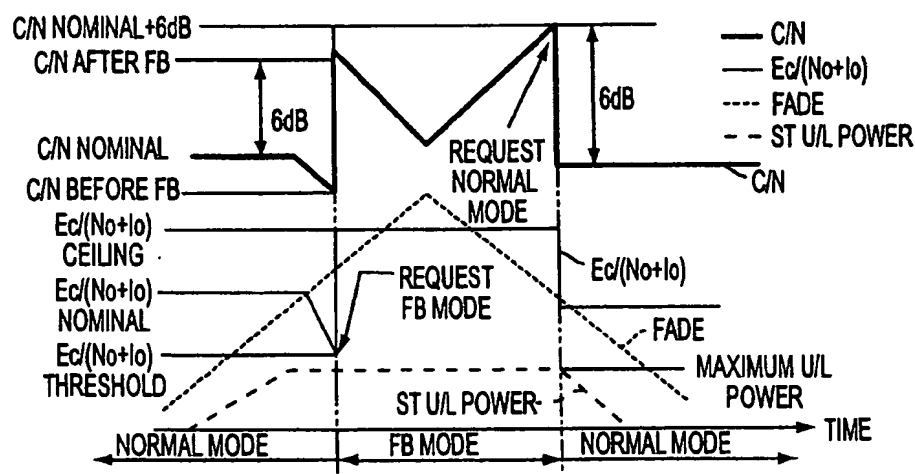 C/N NOMINAL+6dB
C/N AFTER FB
6dB
C/N NOMINAL
C/N BEFORE FB
Ec/(No+Io)
CEILING
Ec/(No+Io)
NOMINAL
Ec/(No+Io)
THRESHOLD
REQUEST
NORMAL
MODE
REQUEST
FB MODE
ST U/L POWER
6dB
C/N
Ec/(No+Io)
FADE
ST U/L POWER
C/N
Ec/(No+Io)
FADE
MAXIMUM U/L
POWER
TIME
NORMAL MODE
FB MODE
NORMAL MODE